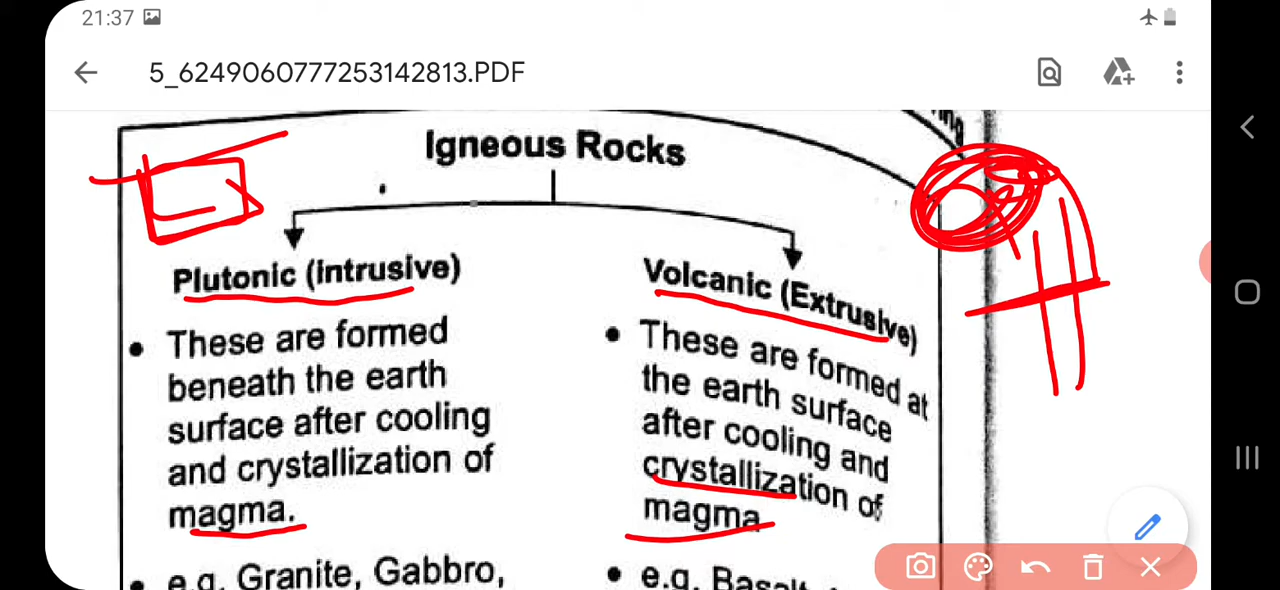 21:37
5_6249060777253142813.PDF
Igneous Rocks
Plutonic (intrusive)
• These are formed
beneath the earth
surface after cooling
and crystallization of
magma.
• e.g. Granite, Gabbro,
Volcanic (Extrusive)
• These are formed at
the earth surface
after cooling and
crystallization of
magma
• e.g. Basalt